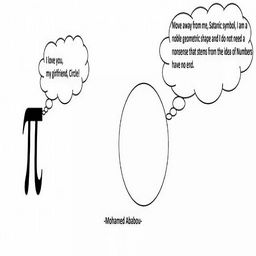 I love you,
my girlfriend, Circle!
Move away from me, Satanic symbol, I am a
noble geometric shape and I do not need a
nonsense that stems from the idea of Numbers
have no end.
π
-Mohamed Ababou-